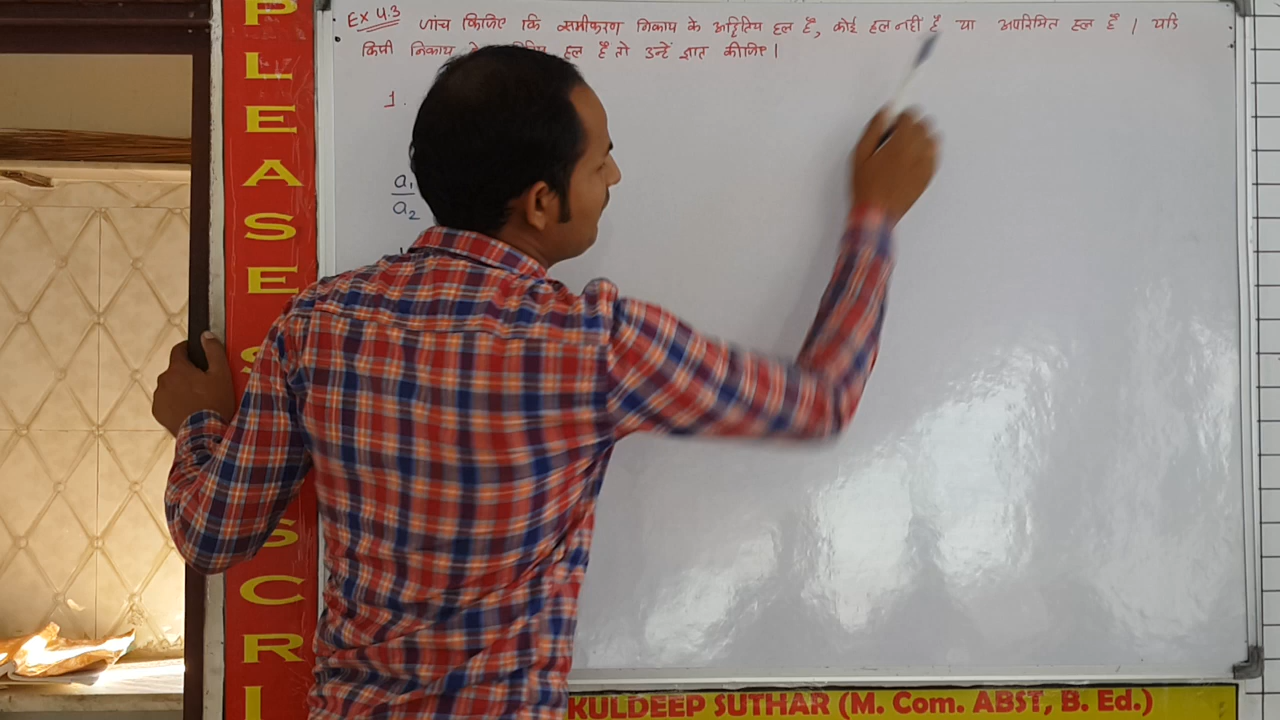 Ex 4.3 जांच किजिए कि समीकरण निकाय के अद्वितिय हल है, कोई हल नहीं है या अपरिमित हल है । यदि
किसी निकाय हल है तो उन्हें ज्ञात कीजिए ।
1.
a₁
a₂
PLEASE
SCRI
KULDEEP SUTHAR (M. Com. ABST, B. Ed.)